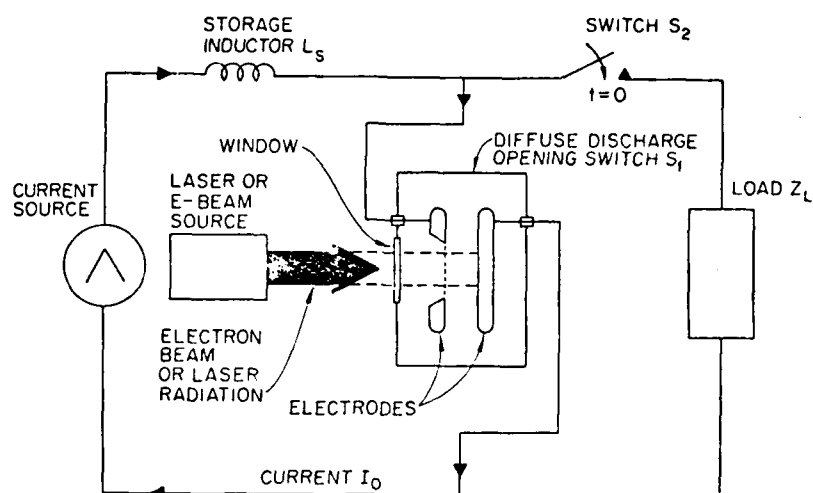 STORAGE
INDUCTOR LS
SWITCH S2
t=0
WINDOW
DIFFUSE DISCHARGE
OPENING SWITCH S1
CURRENT
SOURCE
LASER OR
E-BEAM
SOURCE
LOAD ZL
ELECTRON
BEAM
OR LASER
RADIATION
ELECTRODES
CURRENT I0